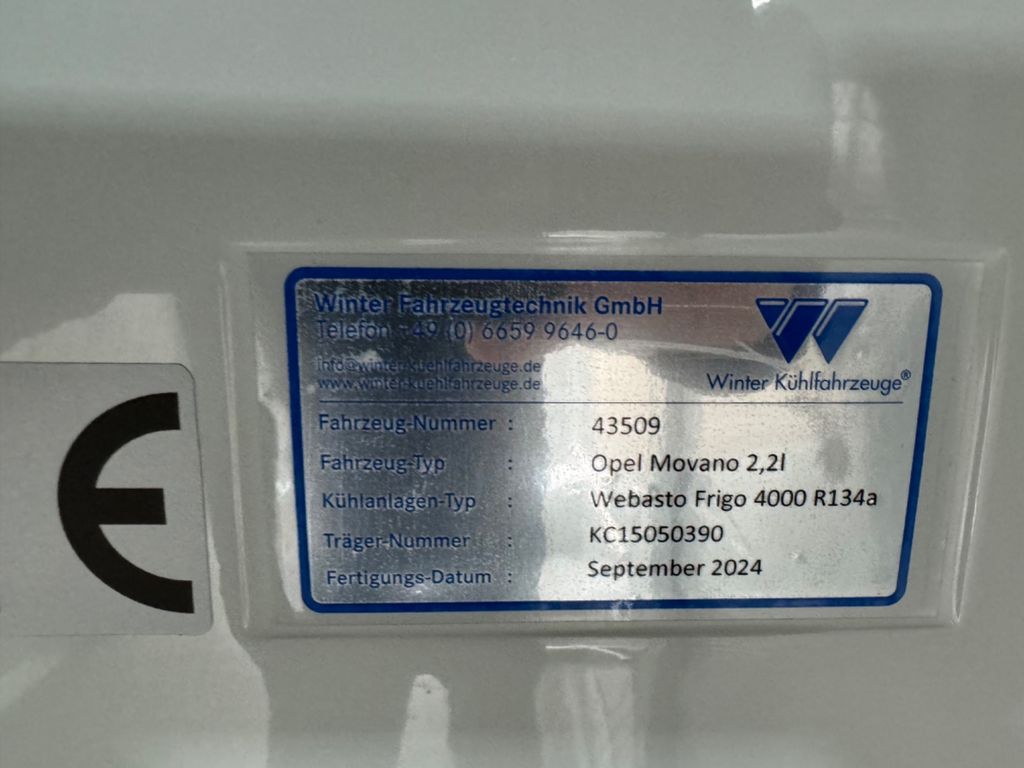 Winter Fahrzeugtechnik GmbH
Telefon +49 (0) 6659 9646-0
info@winter-kuehlfahrzeuge.de
www.winter-kuehlfahrzeuge.de
Winter Kühlfahrzeuge®
Fahrzeug-Nummer : 43509
Fahrzeug-Typ : Opel Movano 2,2l
Kühlanlagen-Typ : Webasto Frigo 4000 R134a
Träger-Nummer : KC15050390
Fertigungs-Datum : September 2024